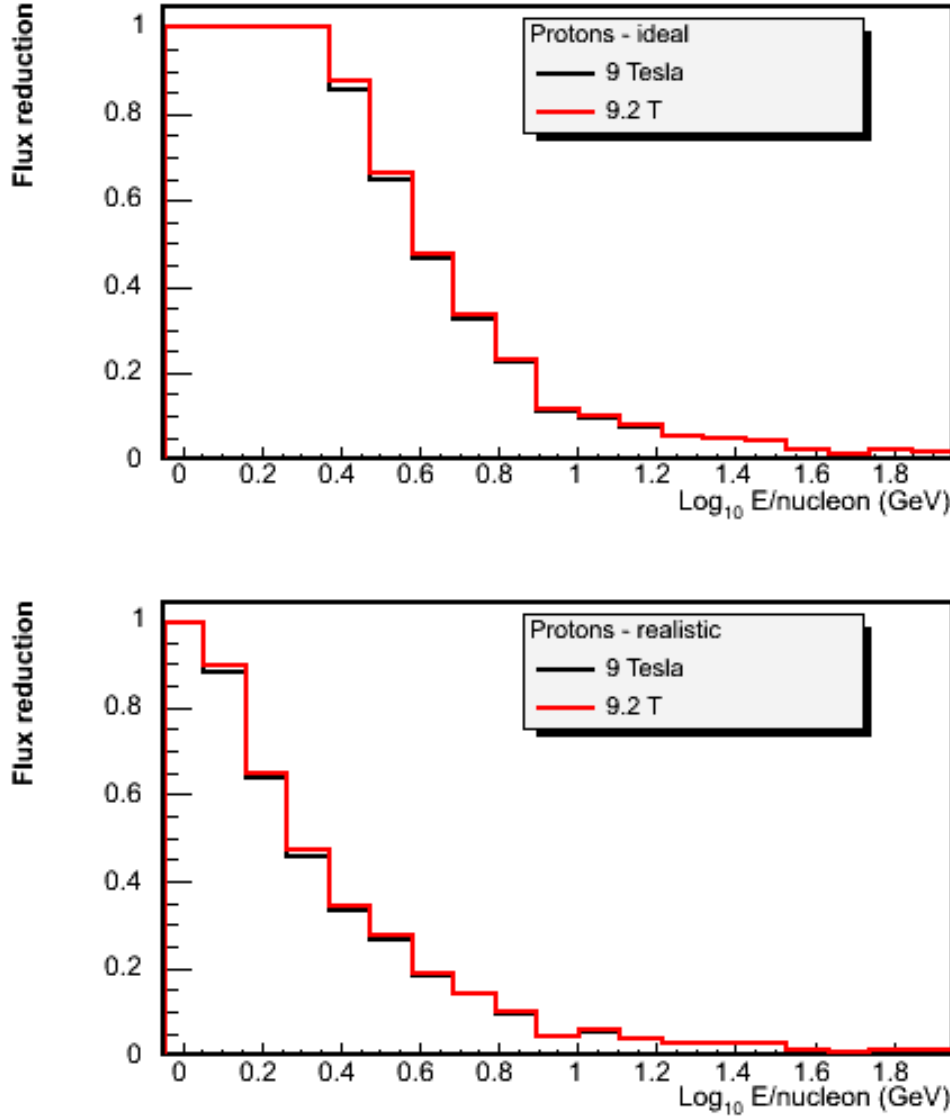 Flux reduction
1
0.8
0.6
0.4
0.2
0
Protons - ideal
9 Tesla
9.2 T
0 0.2 0.4 0.6 0.8 1 1.2 1.4 1.6 1.8
Log₁₀ E/nucleon (GeV)
Flux reduction
1
0.8
0.6
0.4
0.2
0
Protons - realistic
9 Tesla
9.2 T
0 0.2 0.4 0.6 0.8 1 1.2 1.4 1.6 1.8
Log₁₀ E/nucleon (GeV)